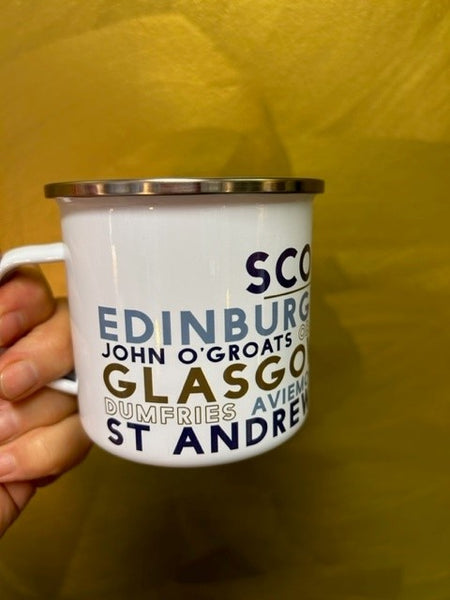 SCO
EDINBURG
JOHN O'GROATS
GLASGO
DUMFRIES AVIEM
ST ANDREW